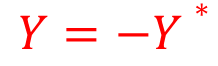 Y = −Y *